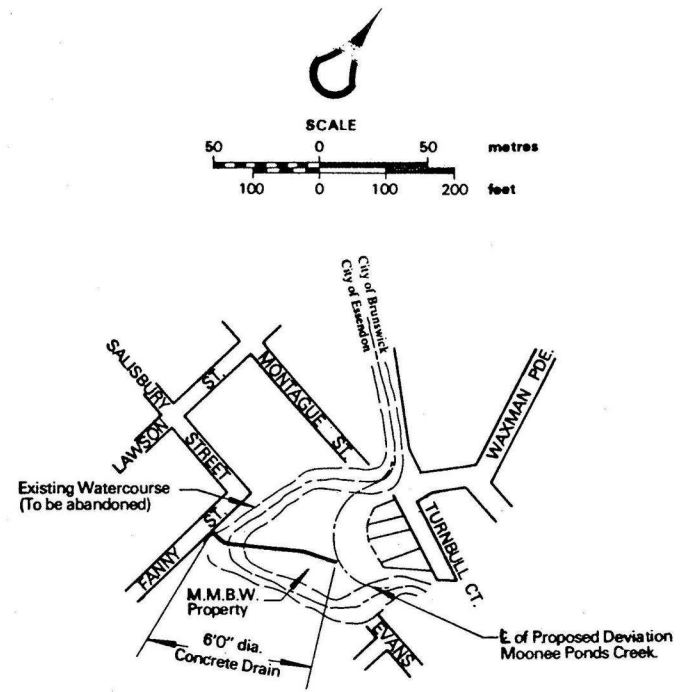 SCALE
50 0 50 metres
100 0 100 200 feet
City of Brunswick
City of Essendon
SALISBURY
ST.
MONTAGUE ST.
WAXMAN PDE.
LAWSON
STREET
Existing Watercourse
(To be abandoned)
ST.
FANNY
TURNBULL CT.
M.M.B.W.
Property
6'0" dia.
Concrete Drain
EVANS
℄ of Proposed Deviation
Moonee Ponds Creek.